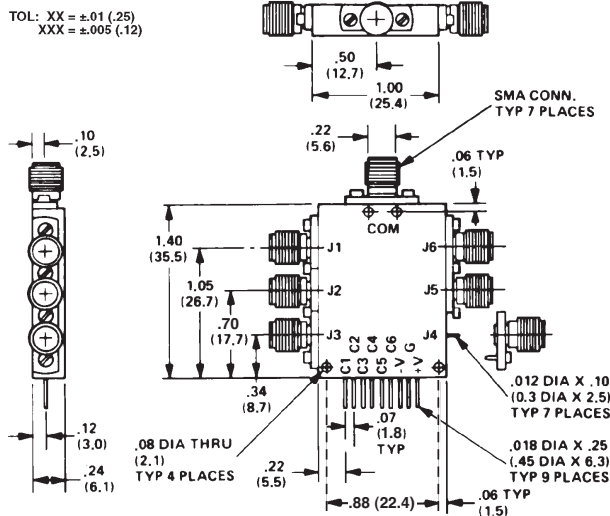 TOL: XX = ±.01 (.25)
XXX = ±.005 (.12)
.50
(12,7)
1.00
(25,4)
SMA CONN.
TYP 7 PLACES
.10
(2,5)
.22
(5.6)
.06 TYP
(1.5)
COM
1.40
(35,5)
1.05
(26,7)
.70
(17,7)
.34
(8.7)
J1
J2
J3
J6
J5
J4
C1
C2
C3
C4
C5
C6
-V
G
+V
.012 DIA X .10
(0.3 DIA X 2.5)
TYP 7 PLACES
.07
(1.8)
TYP
.018 DIA X .25
(.45 DIA X 6,3)
TYP 9 PLACES
.12
(3,0)
.24
(6,1)
.08 DIA THRU
(2,1)
TYP 4 PLACES
.22
(5.5)
.88 (22.4)
.06 TYP
(1.5)